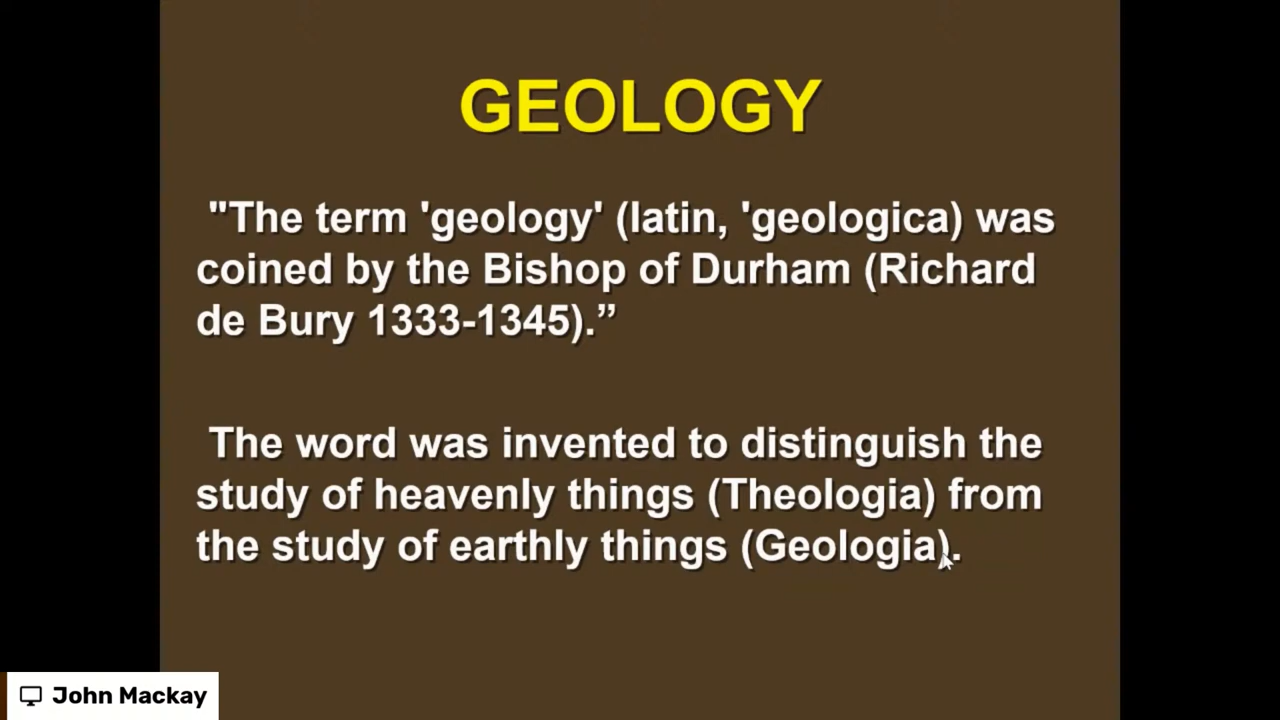 GEOLOGY
"The term 'geology' (latin, 'geologica) was
coined by the Bishop of Durham (Richard
de Bury 1333-1345).”
The word was invented to distinguish the
study of heavenly things (Theologia) from
the study of earthly things (Geologia).
John Mackay